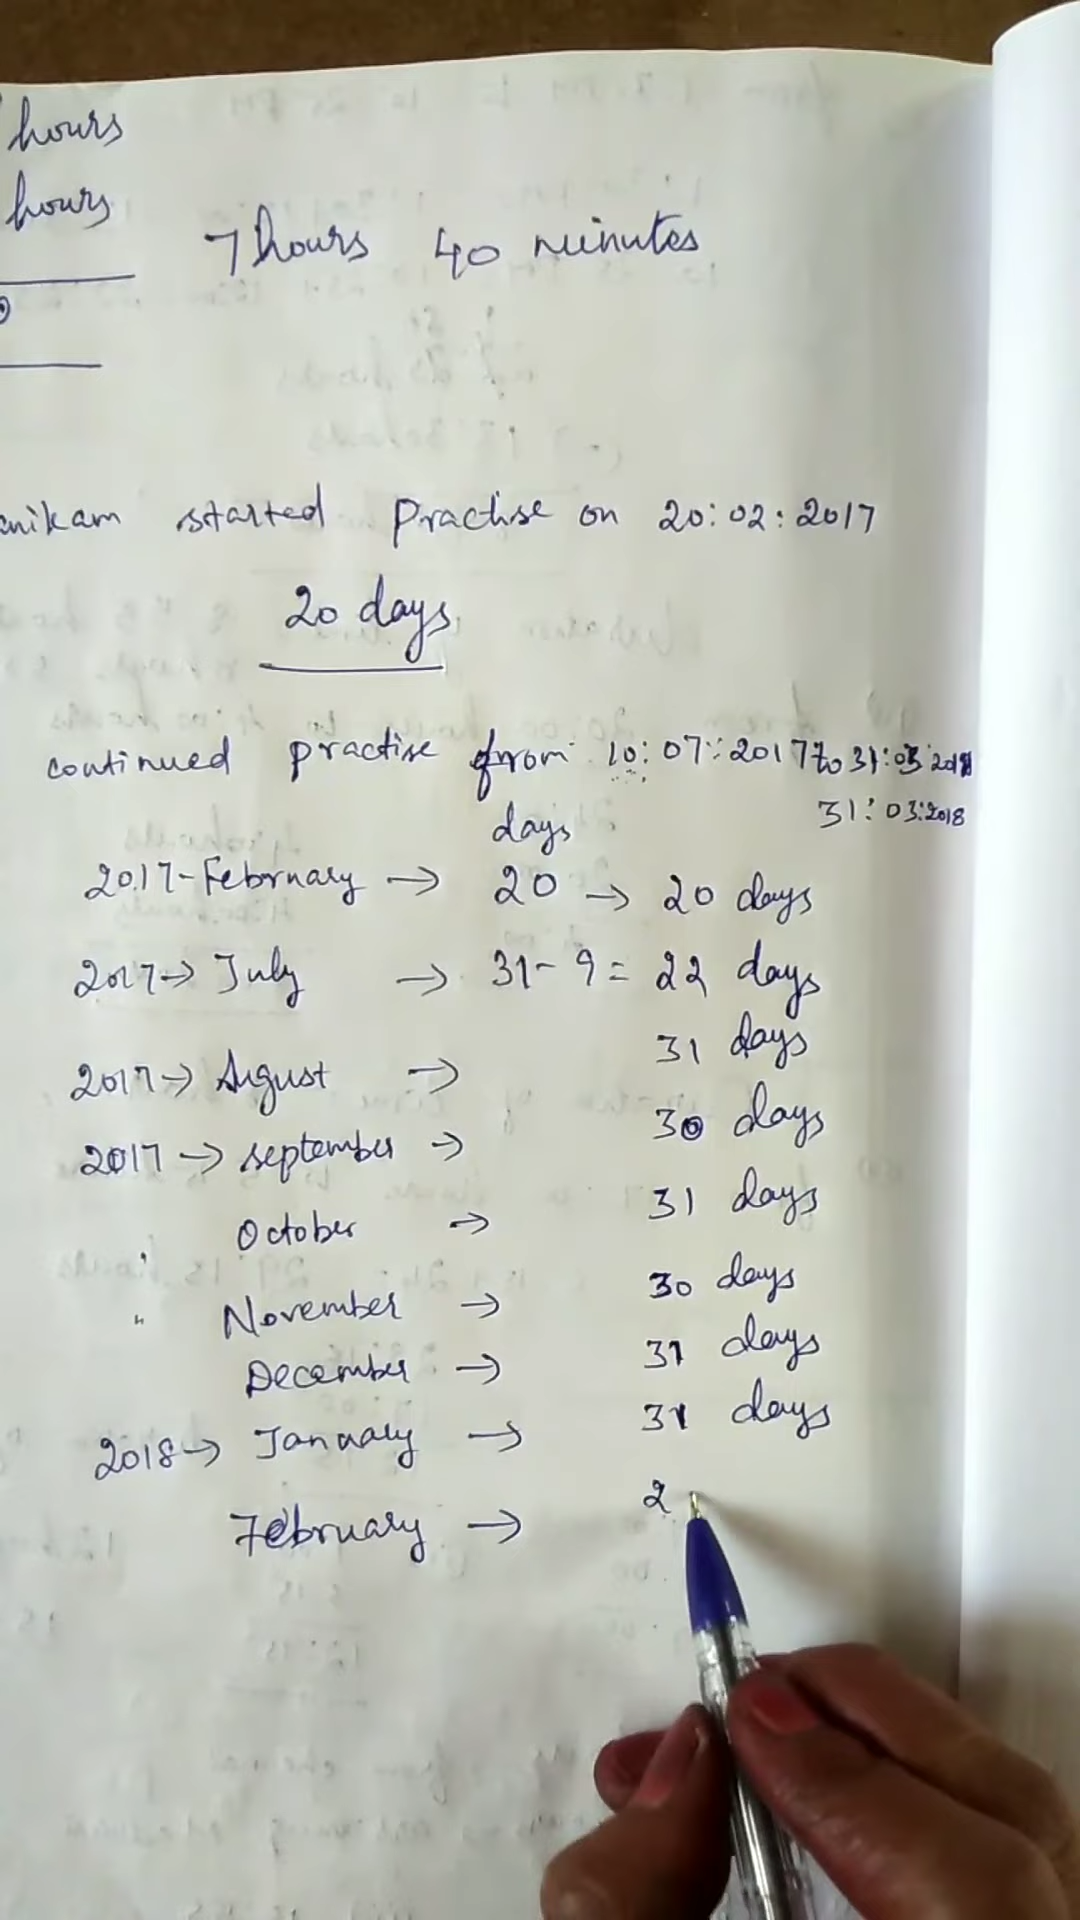 hours
hours
7 hours 40 minutes
anikam started Practise on 20:02:2017
20 days
continued practise from 10:07:2017 to 31:03:2018
31:03:2018
days
2017-February → 20 → 20 days
2017→ July → 31-9= 22 days
2017→ August → 31 days
2017→ september → 30 days
October → 31 days
" November → 30 days
December → 31 days
2018→ January → 31 days
February → 2